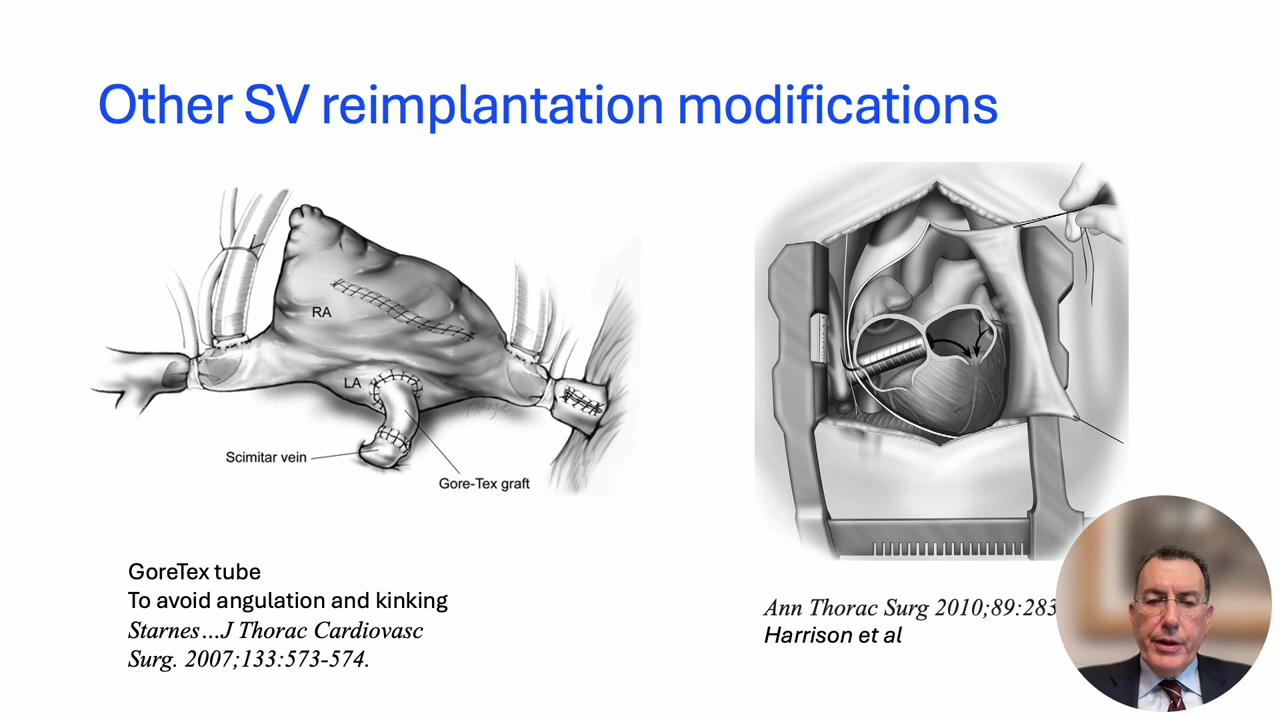 Other SV reimplantation modifications
RA
LA
Scimitar vein
Gore-Tex graft
GoreTex tube
To avoid angulation and kinking
Starnes...J Thorac Cardiovasc
Surg. 2007;133:573-574.
Ann Thorac Surg 2010;89:283
Harrison et al